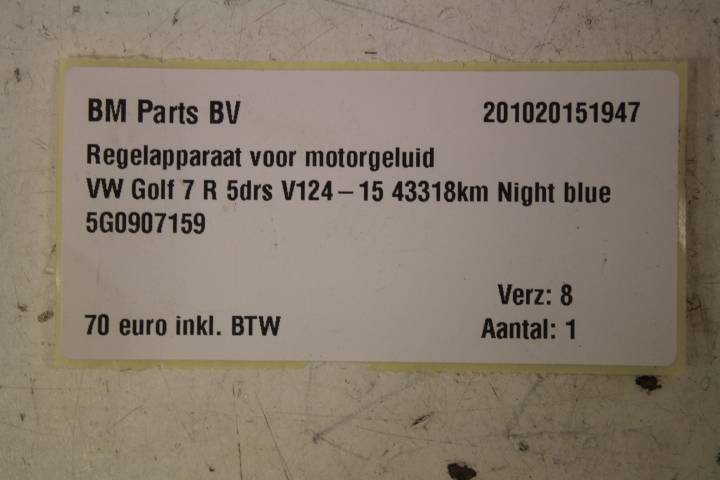 BM Parts BV 201020151947
Regelapparaat voor motorgeluid
VW Golf 7 R 5drs V124-15 43318km Night blue
5G0907159
Verz: 8
70 euro inkl. BTW Aantal: 1